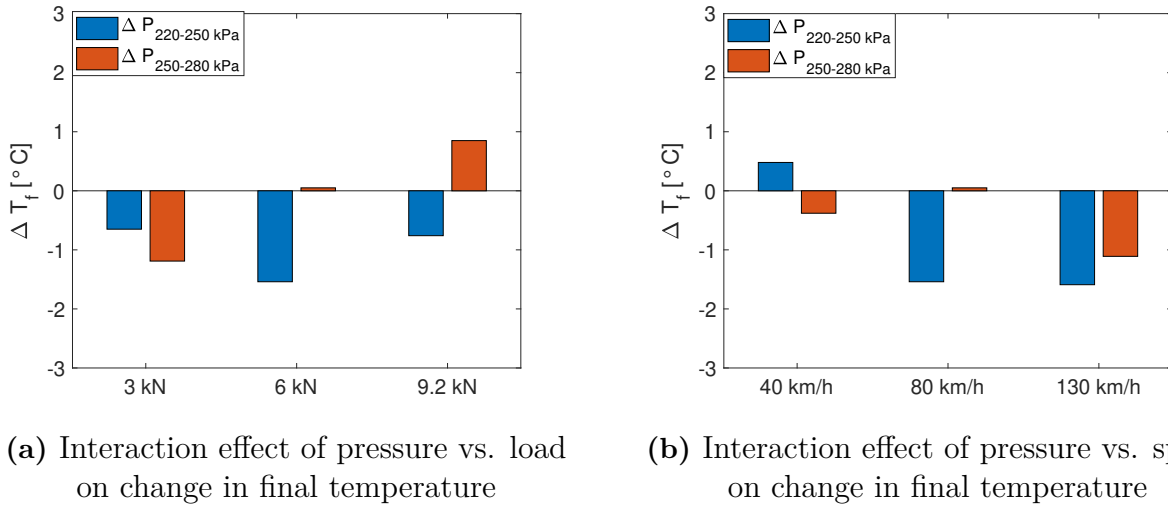 3
2
1
0
-1
-2
-3
Δ T_f [° C]
Δ P_220-250 kPa
Δ P_250-280 kPa
3 kN 6 kN 9.2 kN
(a) Interaction effect of pressure vs. load
on change in final temperature
3
2
1
0
-1
-2
-3
Δ T_f [° C]
Δ P_220-250 kPa
Δ P_250-280 kPa
40 km/h 80 km/h 130 km/h
(b) Interaction effect of pressure vs. sp
on change in final temperature